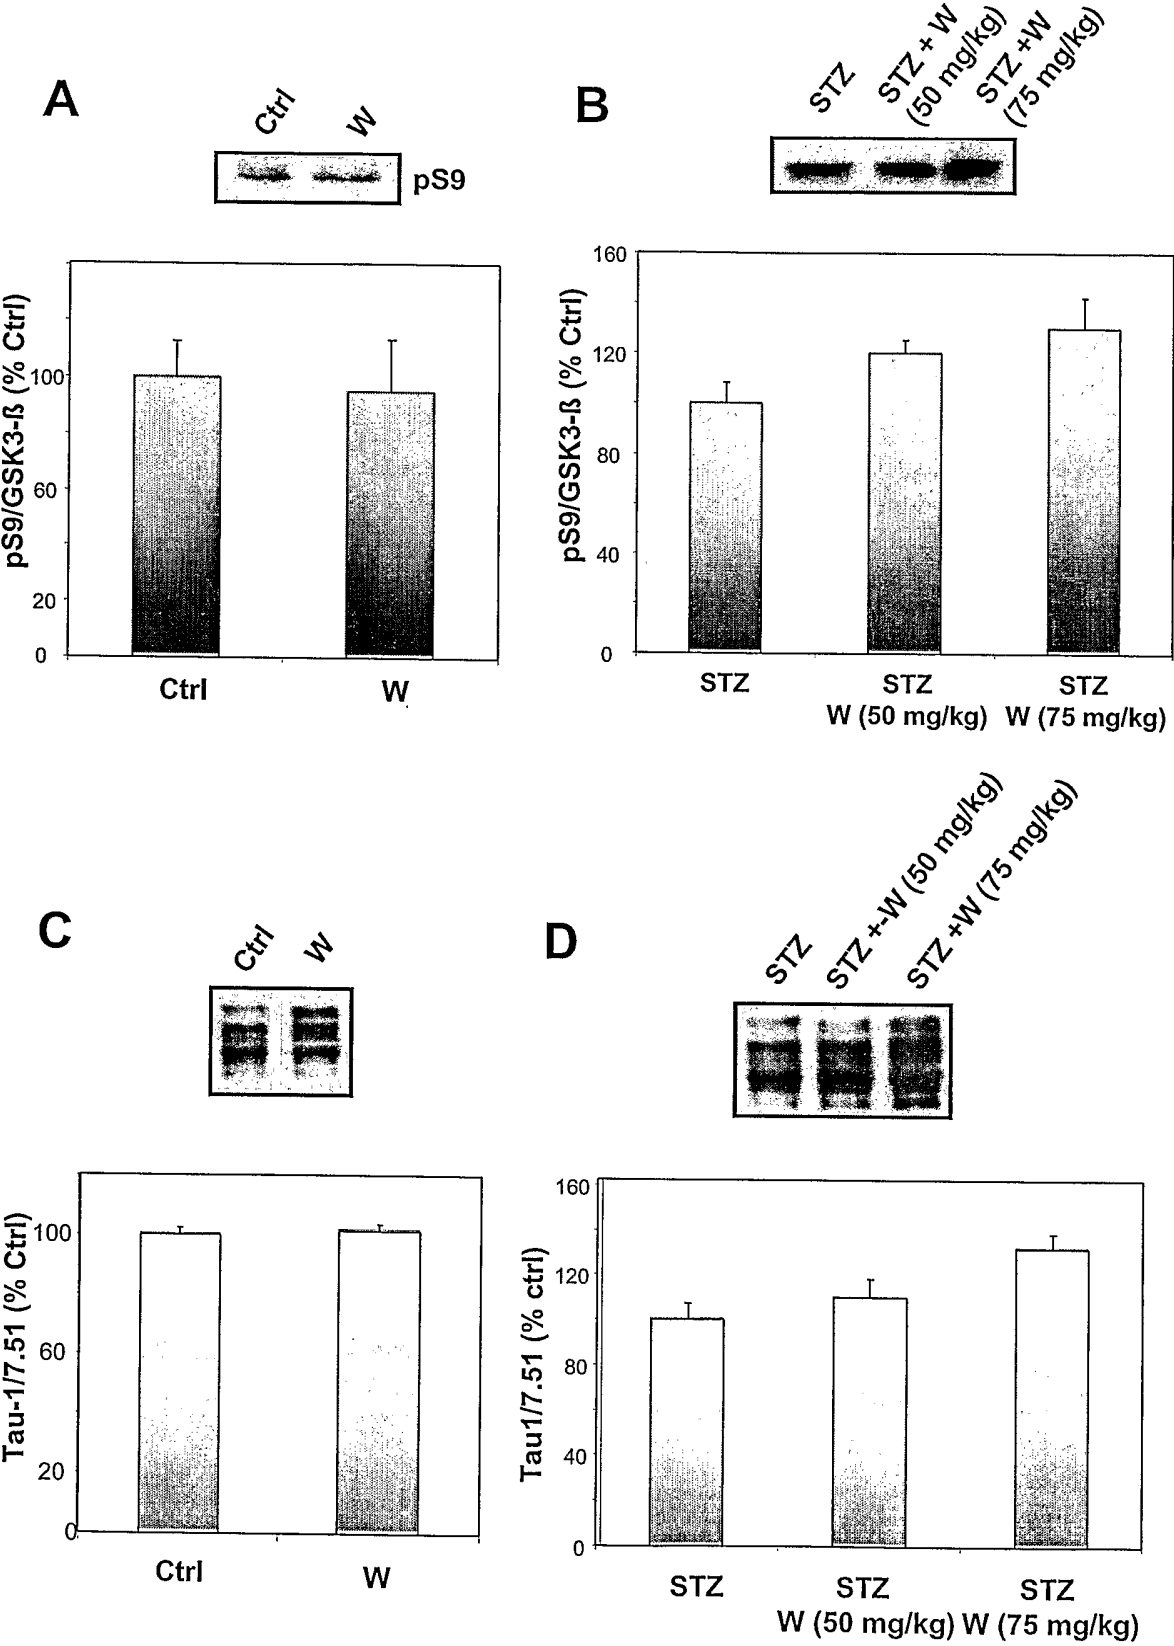 A
Ctrl
W
pS9
pS9/GSK3-ß (% Ctrl)
100
60
20
0
Ctrl
W
B
STZ
STZ + W
(50 mg/kg)
STZ +W
(75 mg/kg)
pS9/GSK3-ß (% Ctrl)
160
120
80
40
0
STZ
STZ
W (50 mg/kg)
STZ
W (75 mg/kg)
C
Ctrl
W
Tau-1/7.51 (% Ctrl)
100
60
20
0
Ctrl
W
D
STZ
STZ +-W (50 mg/kg)
STZ +W (75 mg/kg)
Tau1/7.51 (% ctrl)
160
120
80
40
0
STZ
STZ
W (50 mg/kg)
STZ
W (75 mg/kg)